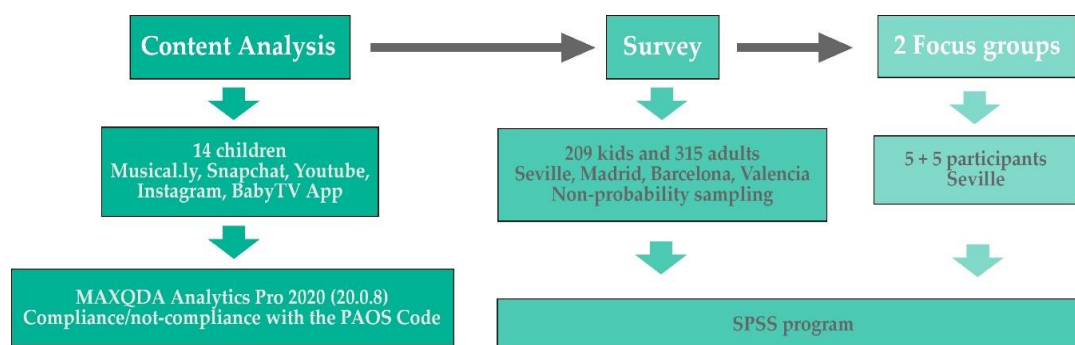 Content Analysis
Survey
2 Focus groups
14 children
Musical.ly, Snapchat, Youtube,
Instagram, BabyTV App
209 kids and 315 adults
Seville, Madrid, Barcelona, Valencia
Non-probability sampling
5 + 5 participants
Seville
MAXQDA Analytics Pro 2020 (20.0.8)
Compliance/not-compliance with the PAOS Code
SPSS program